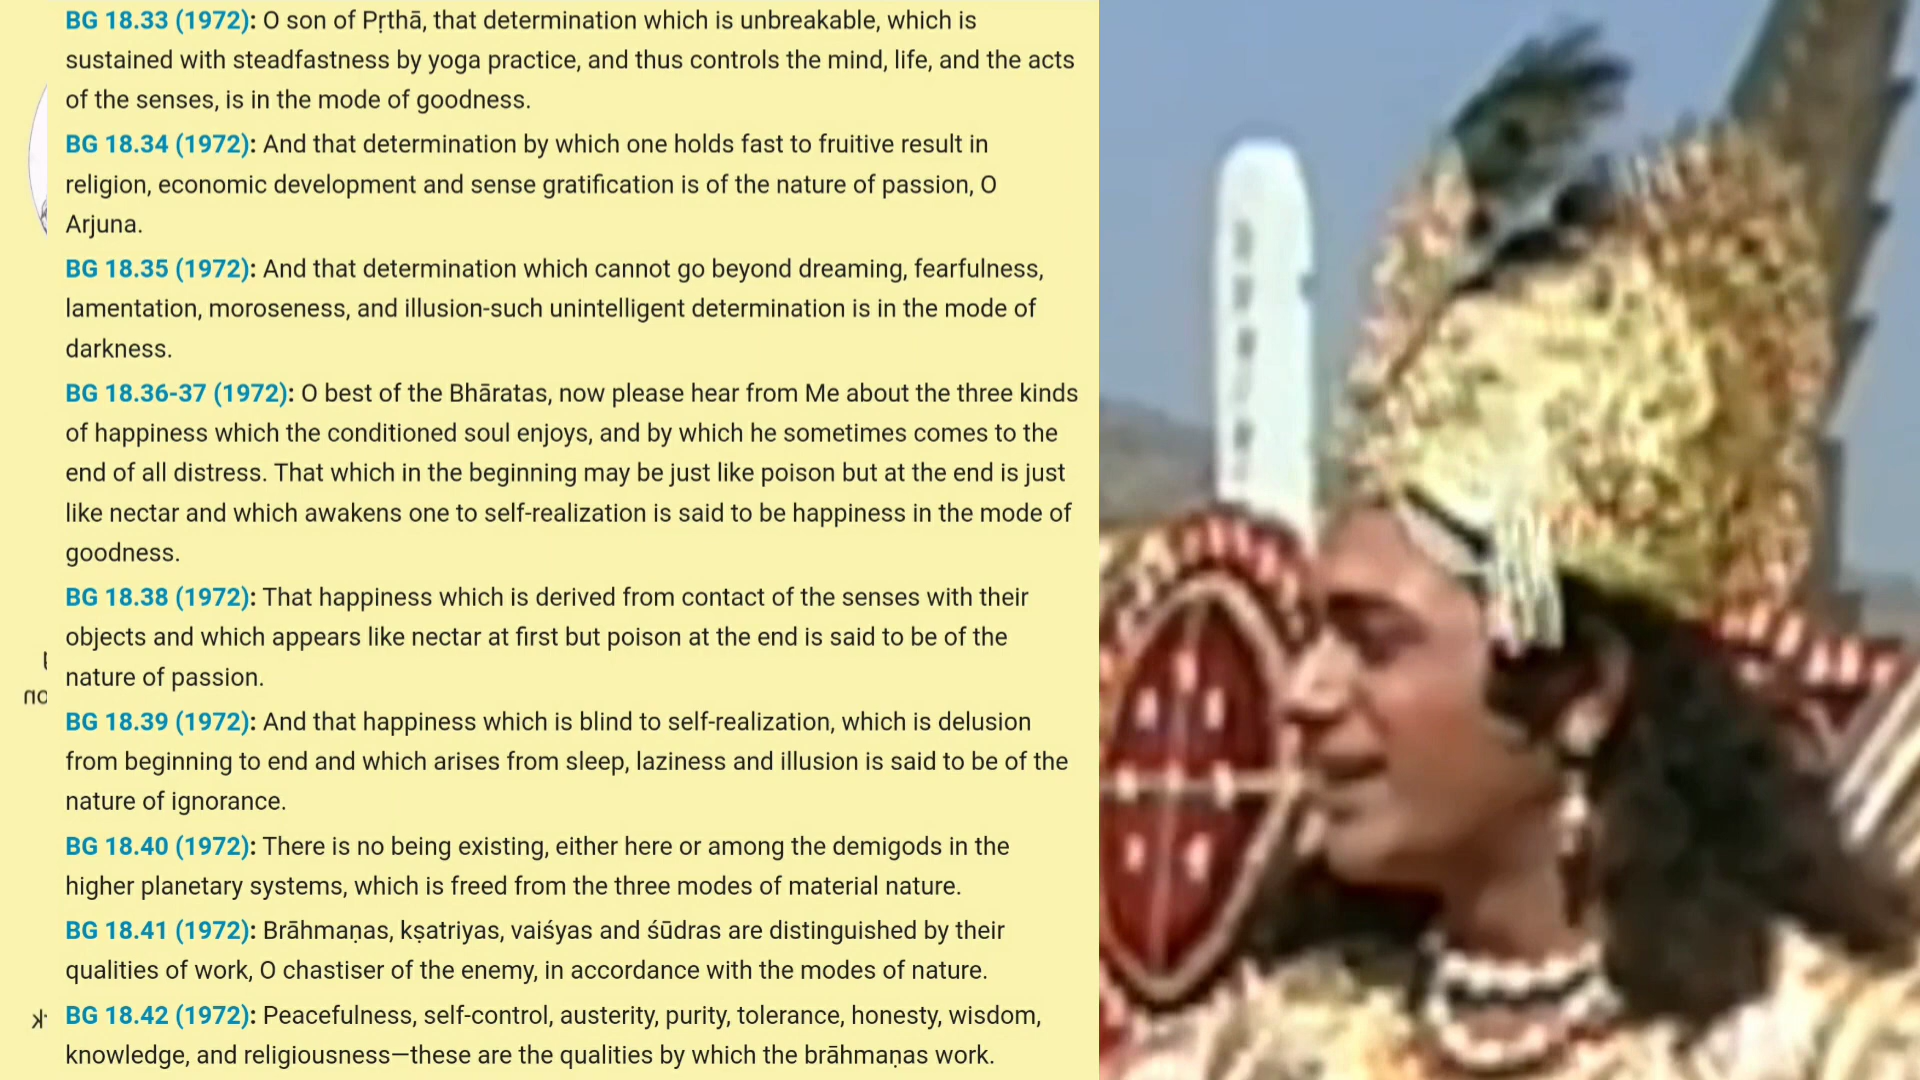 BG 18.33 (1972): O son of Pṛthā, that determination which is unbreakable, which is
sustained with steadfastness by yoga practice, and thus controls the mind, life, and the acts
of the senses, is in the mode of goodness.
BG 18.34 (1972): And that determination by which one holds fast to fruitive result in
religion, economic development and sense gratification is of the nature of passion, O
Arjuna.
BG 18.35 (1972): And that determination which cannot go beyond dreaming, fearfulness,
lamentation, moroseness, and illusion-such unintelligent determination is in the mode of
darkness.
BG 18.36-37 (1972): O best of the Bhāratas, now please hear from Me about the three kinds
of happiness which the conditioned soul enjoys, and by which he sometimes comes to the
end of all distress. That which in the beginning may be just like poison but at the end is just
like nectar and which awakens one to self-realization is said to be happiness in the mode of
goodness.
BG 18.38 (1972): That happiness which is derived from contact of the senses with their
objects and which appears like nectar at first but poison at the end is said to be of the
nature of passion.
BG 18.39 (1972): And that happiness which is blind to self-realization, which is delusion
from beginning to end and which arises from sleep, laziness and illusion is said to be of the
nature of ignorance.
BG 18.40 (1972): There is no being existing, either here or among the demigods in the
higher planetary systems, which is freed from the three modes of material nature.
BG 18.41 (1972): Brāhmaṇas, kṣatriyas, vaiśyas and śūdras are distinguished by their
qualities of work, O chastiser of the enemy, in accordance with the modes of nature.
BG 18.42 (1972): Peacefulness, self-control, austerity, purity, tolerance, honesty, wisdom,
knowledge, and religiousness—these are the qualities by which the brāhmaṇas work.